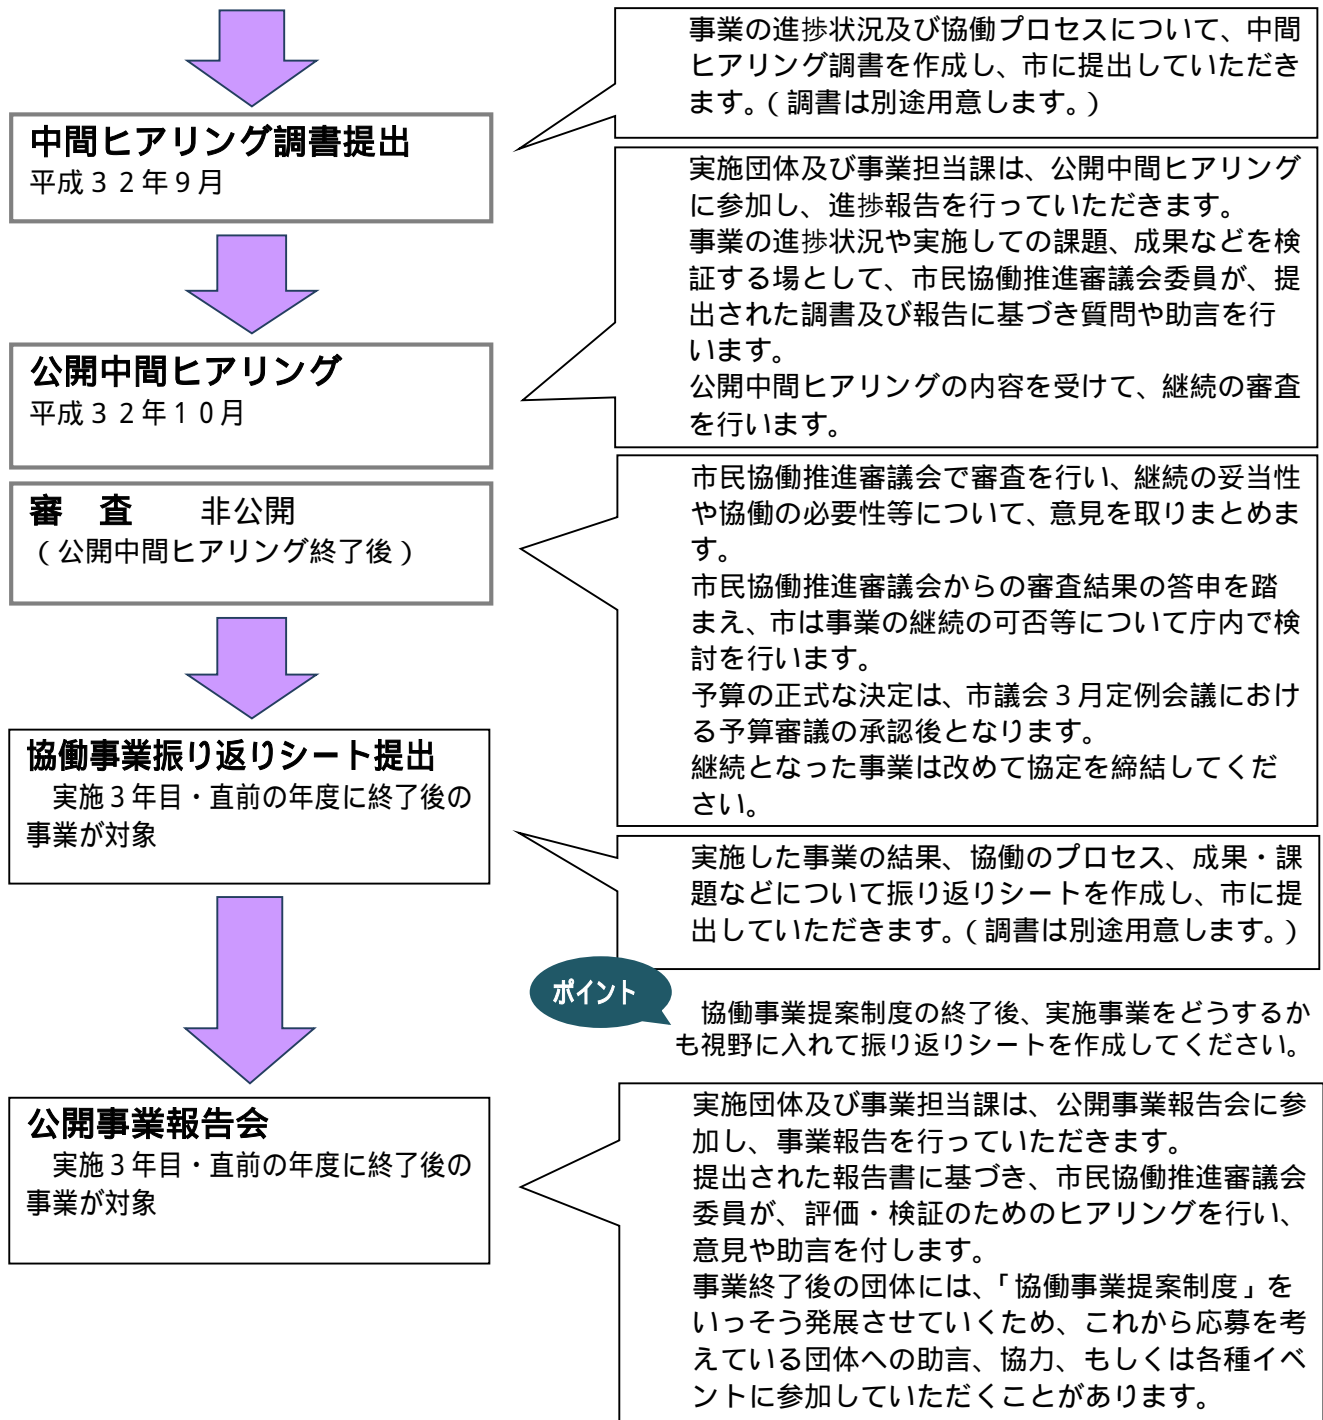 事業の進捗状況及び協働プロセスについて、中間
ヒアリング調書を作成し、市に提出していただき
ます。(調書は別途用意します。)
中間ヒアリング調書提出
平成32年9月
実施団体及び事業担当課は、公開中間ヒアリング
に参加し、進捗報告を行っていただきます。
事業の進捗状況や実施しての課題、成果などを検
証する場として、市民協働推進審議会委員が、提
出された調書及び報告に基づき質問や助言を行
います。
公開中間ヒアリングの内容を受けて、継続の審査
を行います。
公開中間ヒアリング
平成32年10月
審 査 非公開
(公開中間ヒアリング終了後)
市民協働推進審議会で審査を行い、継続の妥当性
や協働の必要性等について、意見を取りまとめま
す。
市民協働推進審議会からの審査結果の答申を踏
まえ、市は事業の継続の可否等について庁内で検
討を行います。
予算の正式な決定は、市議会3月定例会議におけ
る予算審議の承認後となります。
継続となった事業は改めて協定を締結してくだ
さい。
協働事業振り返りシート提出
実施3年目・直前の年度に終了後の
事業が対象
実施した事業の結果、協働のプロセス、成果・課
題などについて振り返りシートを作成し、市に提
出していただきます。(調書は別途用意します。)
ポイント
協働事業提案制度の終了後、実施事業をどうするか
も視野に入れて振り返りシートを作成してください。
公開事業報告会
実施3年目・直前の年度に終了後の
事業が対象
実施団体及び事業担当課は、公開事業報告会に参
加し、事業報告を行っていただきます。
提出された報告書に基づき、市民協働推進審議会
委員が、評価・検証のためのヒアリングを行い、
意見や助言を付します。
事業終了後の団体には、「協働事業提案制度」を
いっそう発展させていくため、これから応募を考
えている団体への助言、協力、もしくは各種イベ
ントに参加していただくことがあります。